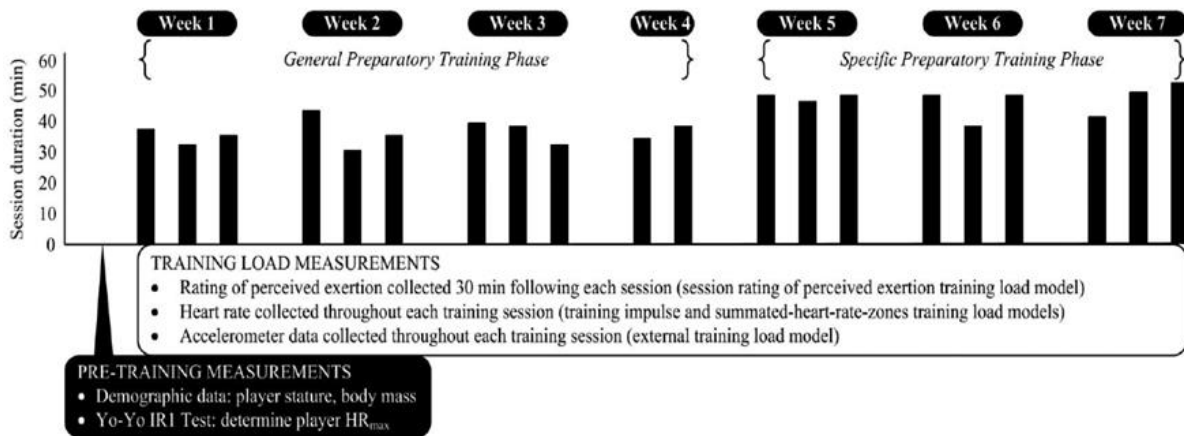 Week 1 Week 2 Week 3 Week 4 Week 5 Week 6 Week 7
General Preparatory Training Phase Specific Preparatory Training Phase
Session duration (min)
60
50
40
30
20
10
0
TRAINING LOAD MEASUREMENTS
• Rating of perceived exertion collected 30 min following each session (session rating of perceived exertion training load model)
• Heart rate collected throughout each training session (training impulse and summated-heart-rate-zones training load models)
• Accelerometer data collected throughout each training session (external training load model)
PRE-TRAINING MEASUREMENTS
• Demographic data: player stature, body mass
• Yo-Yo IR1 Test: determine player HRmax